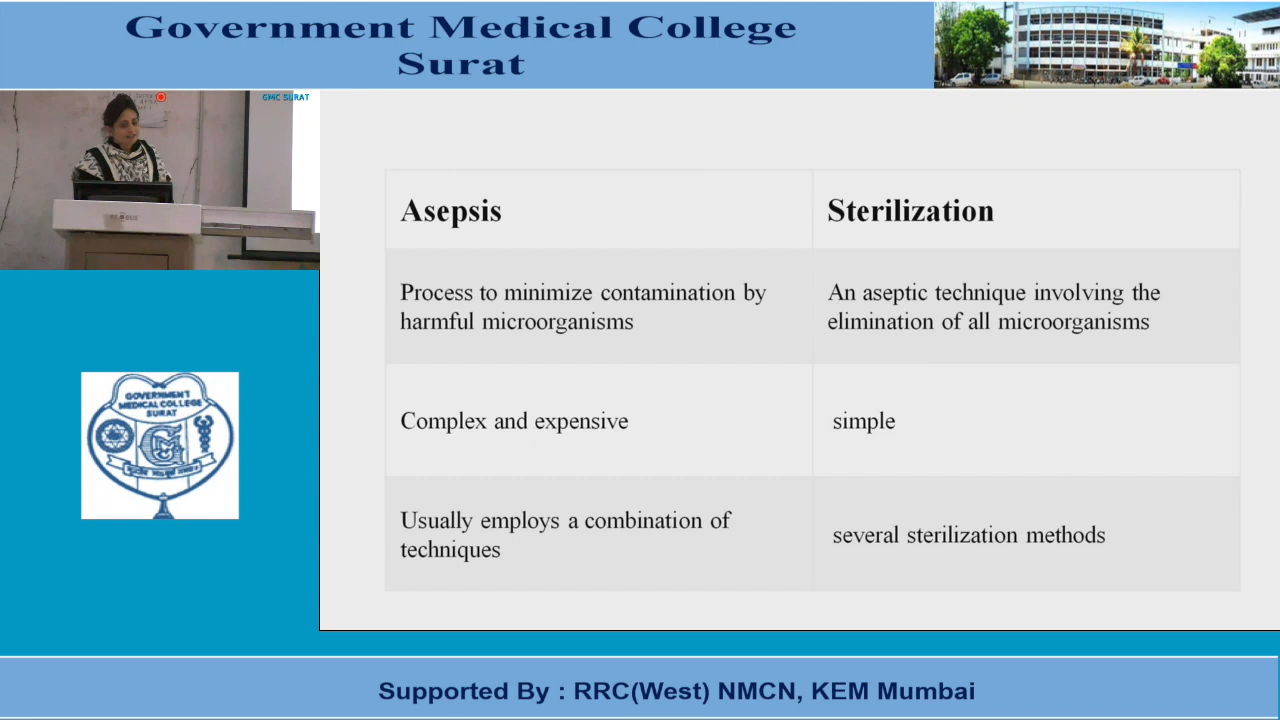 Government Medical College
Surat
GMC SURAT
Asepsis
Sterilization
Process to minimize contamination by
harmful microorganisms
An aseptic technique involving the
elimination of all microorganisms
Complex and expensive
simple
Usually employs a combination of
techniques
several sterilization methods
GOVERNMENT
MEDICAL COLLEGE
SURAT
Supported By : RRC(West) NMCN, KEM Mumbai